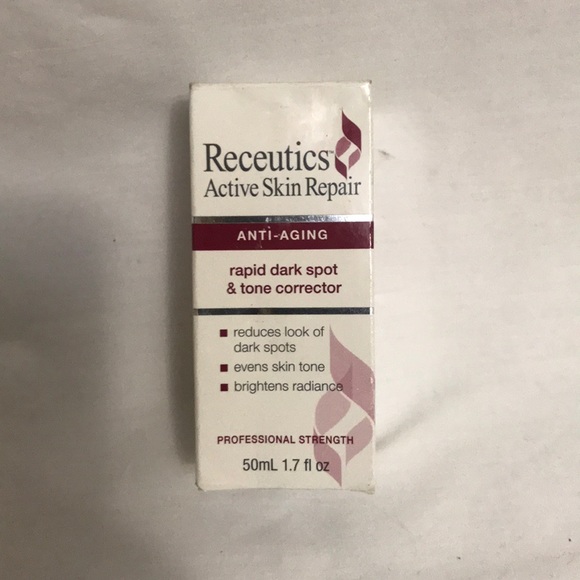 Receutics™
Active Skin Repair
ANTI-AGING
rapid dark spot
& tone corrector
■ reduces look of
dark spots
■ evens skin tone
■ brightens radiance
PROFESSIONAL STRENGTH
50mL 1.7 fl oz